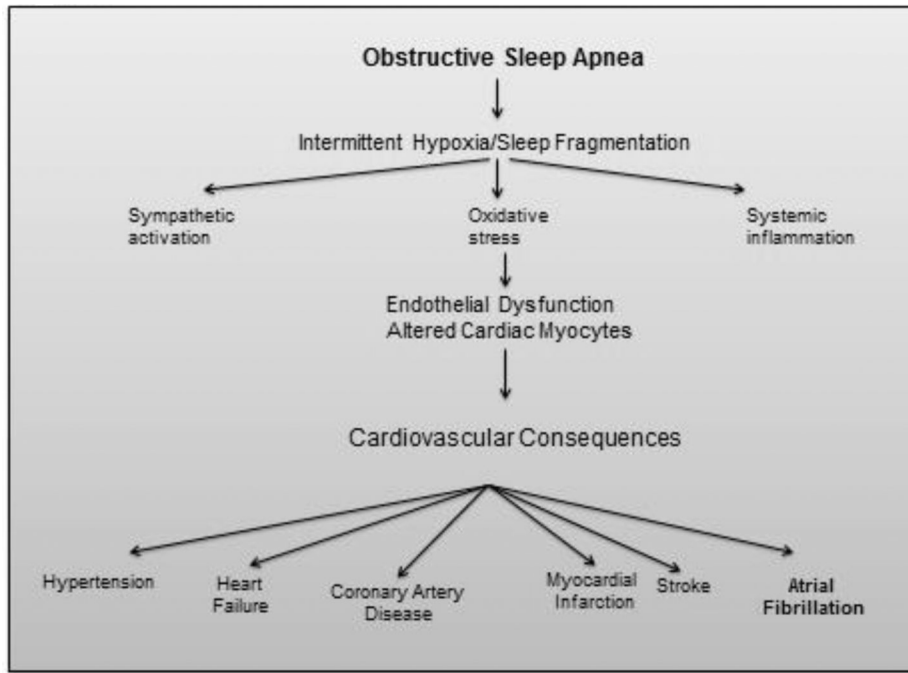 Obstructive Sleep Apnea
Intermittent Hypoxia/Sleep Fragmentation
Sympathetic
activation
Oxidative
stress
Systemic
inflammation
Endothelial Dysfunction
Altered Cardiac Myocytes
Cardiovascular Consequences
Hypertension
Heart
Failure
Coronary Artery
Disease
Myocardial
Infarction
Stroke
Atrial
Fibrillation